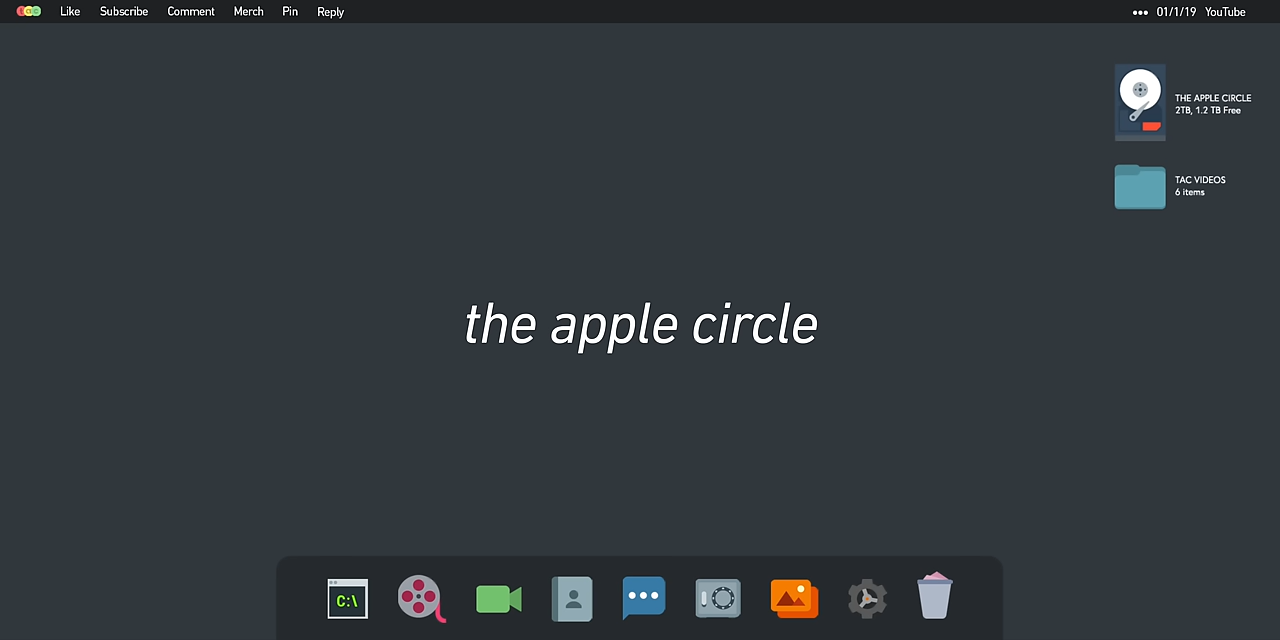 tac Like Subscribe Comment Merch Pin Reply ••• 01/1/19 YouTube
THE APPLE CIRCLE
2TB, 1.2 TB Free
TAC VIDEOS
6 items
the apple circle
C:\